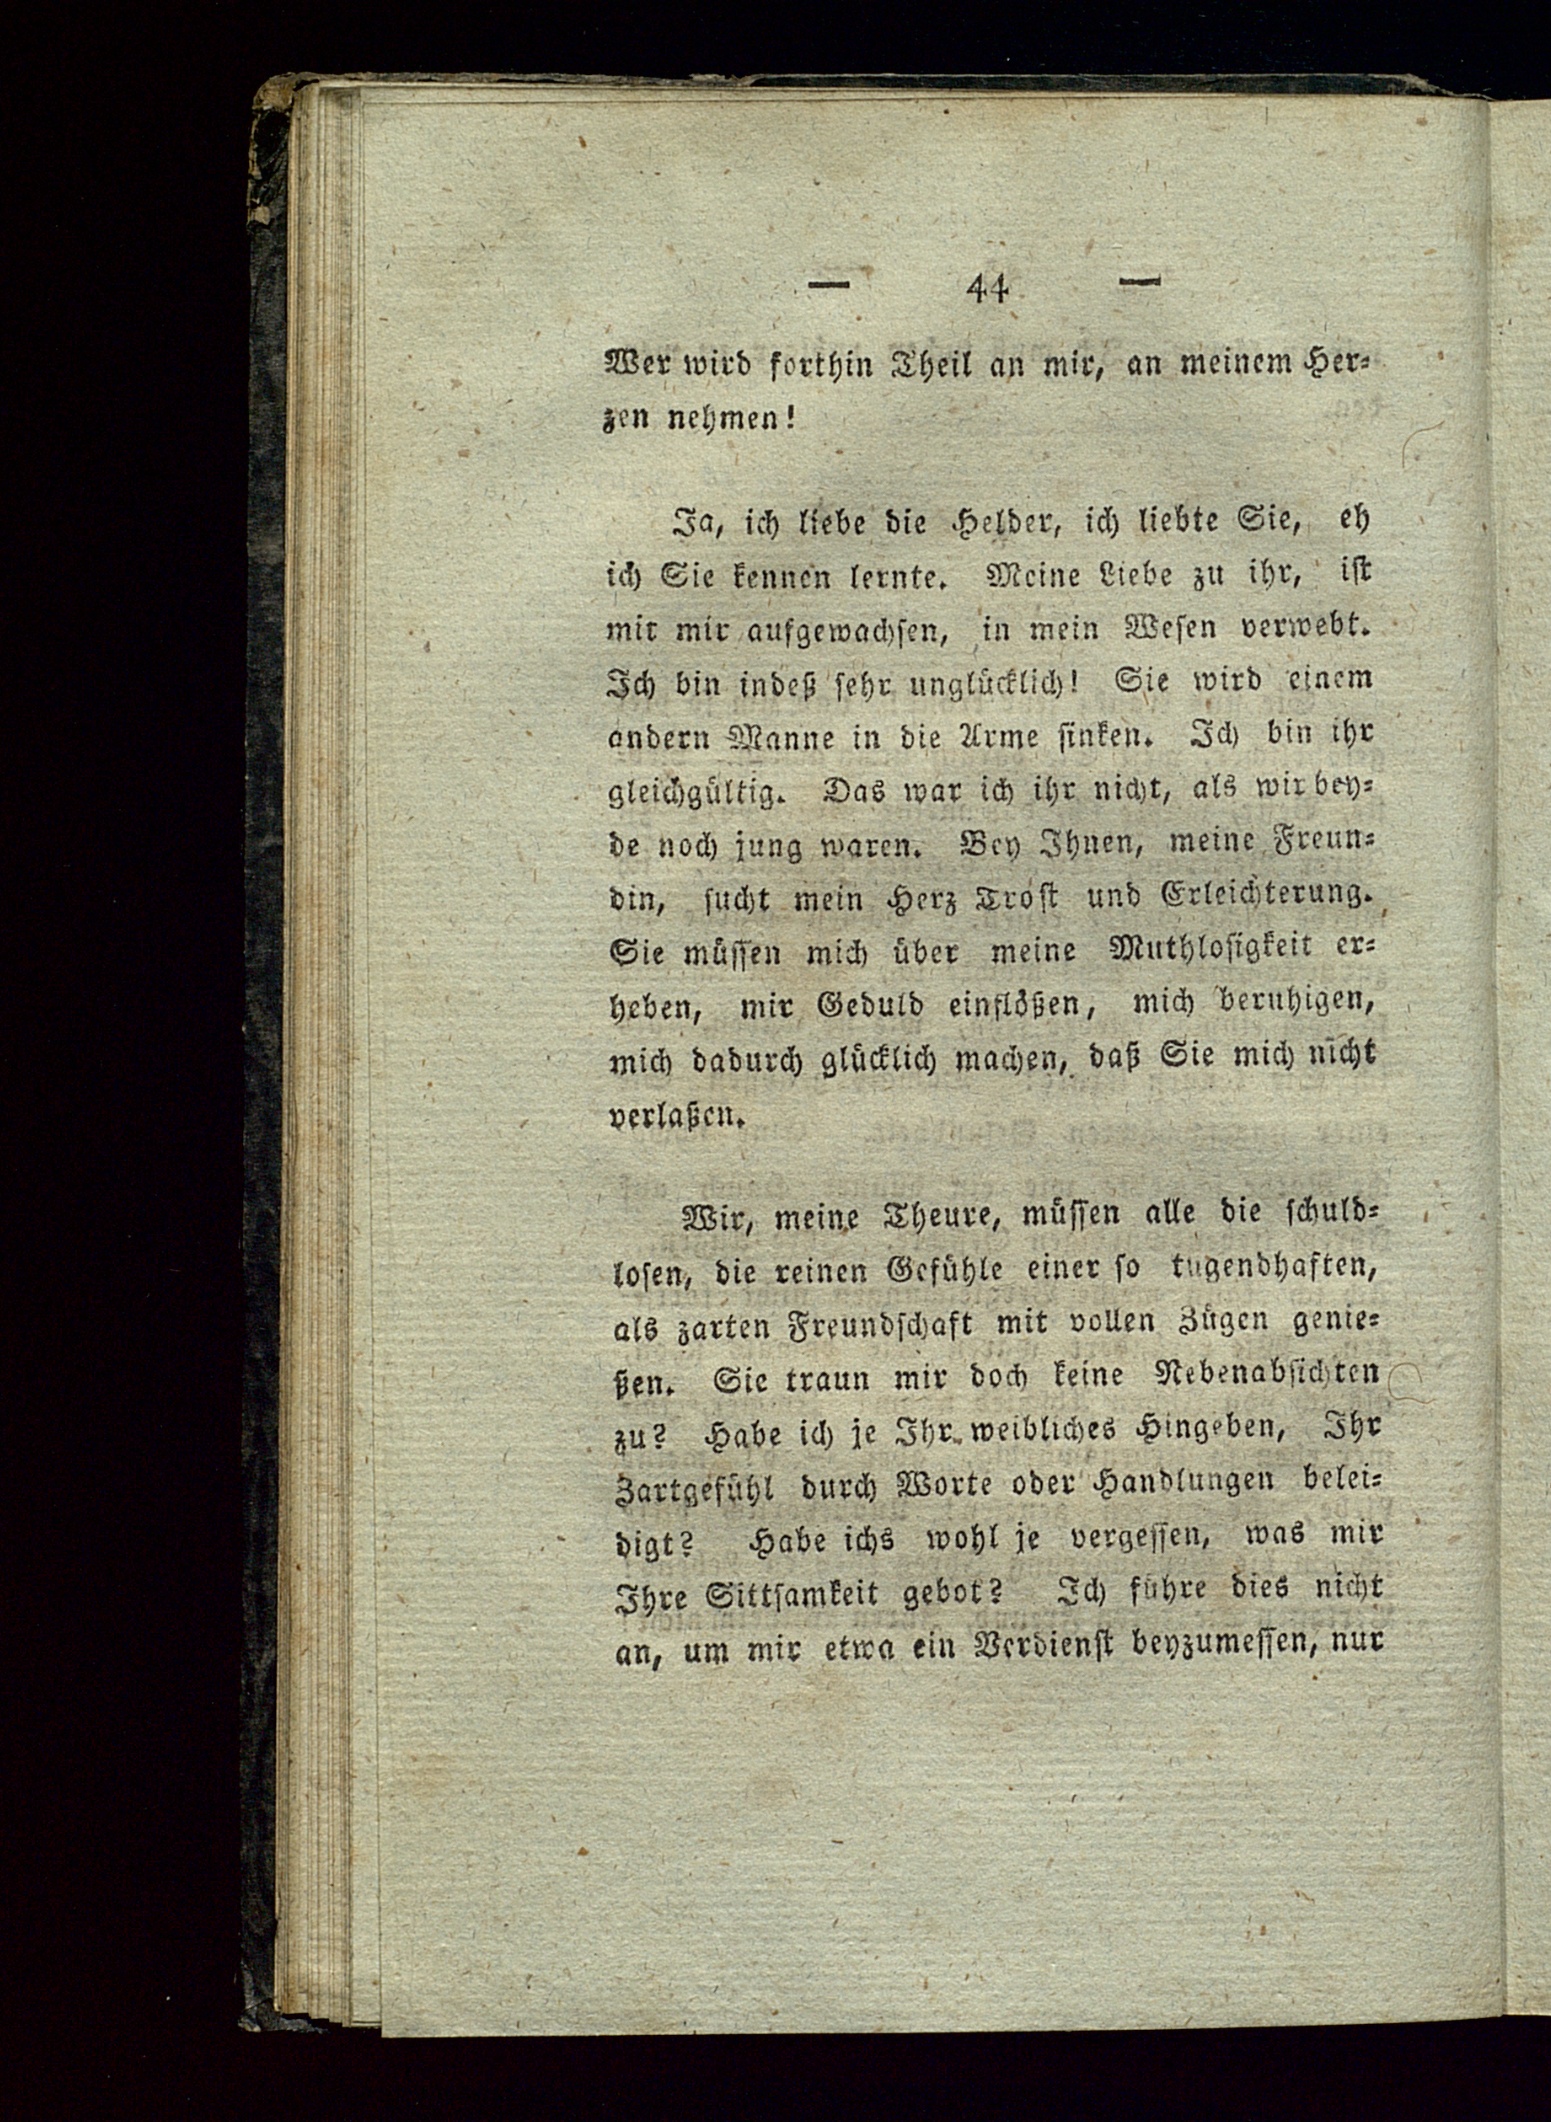 — 44 —
Wer wird forthin Theil an mir, an meinem Her-
zen nehmen!
Ja, ich liebe die Helder, ich liebte Sie, eh
ich Sie kennen lernte. Meine Liebe zu ihr, ist
mit mir aufgewachsen, in mein Wesen verwebt.
Ich bin indeß sehr unglücklich! Sie wird einem
andern Manne in die Arme sinken. Ich bin ihr
gleichgültig. Das war ich ihr nicht, als wir bey-
de noch jung waren. Bey Ihnen, meine Freun-
din, sucht mein Herz Trost und Erleichterung.
Sie müssen mich über meine Muthlosigkeit er-
heben, mir Geduld einflößen, mich beruhigen,
mich dadurch glücklich machen, daß Sie mich nicht
verlaßen.
Wir, meine Theure, müssen alle die schuld-
losen, die reinen Gefühle einer so tugendhaften,
als zarten Freundschaft mit vollen Zügen genie-
ßen. Sie traun mir doch keine Nebenabsichten
zu? Habe ich je Ihr weibliches Hingeben, Ihr
Zartgefühl durch Worte oder Handlungen belei-
digt? Habe ichs wohl je vergessen, was mir
Ihre Sittsamkeit gebot? Ich führe dies nicht
an, um mir etwa ein Verdienst beyzumessen, nur